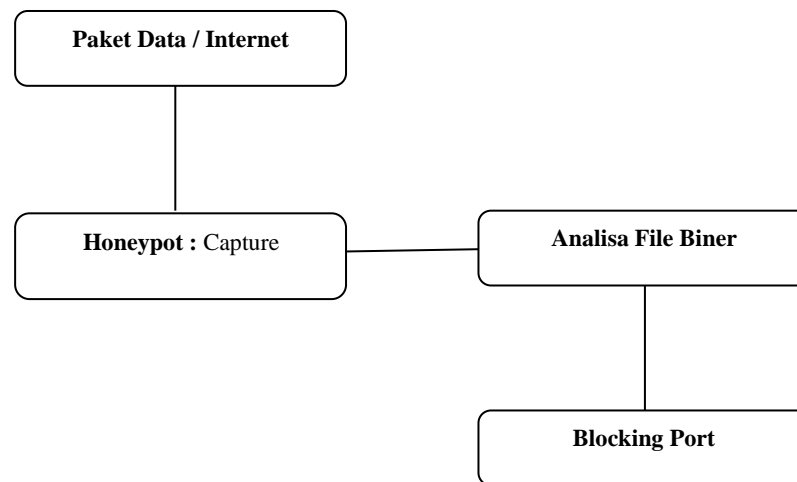 Paket Data / Internet
Honeypot : Capture
Analisa File Biner
Blocking Port